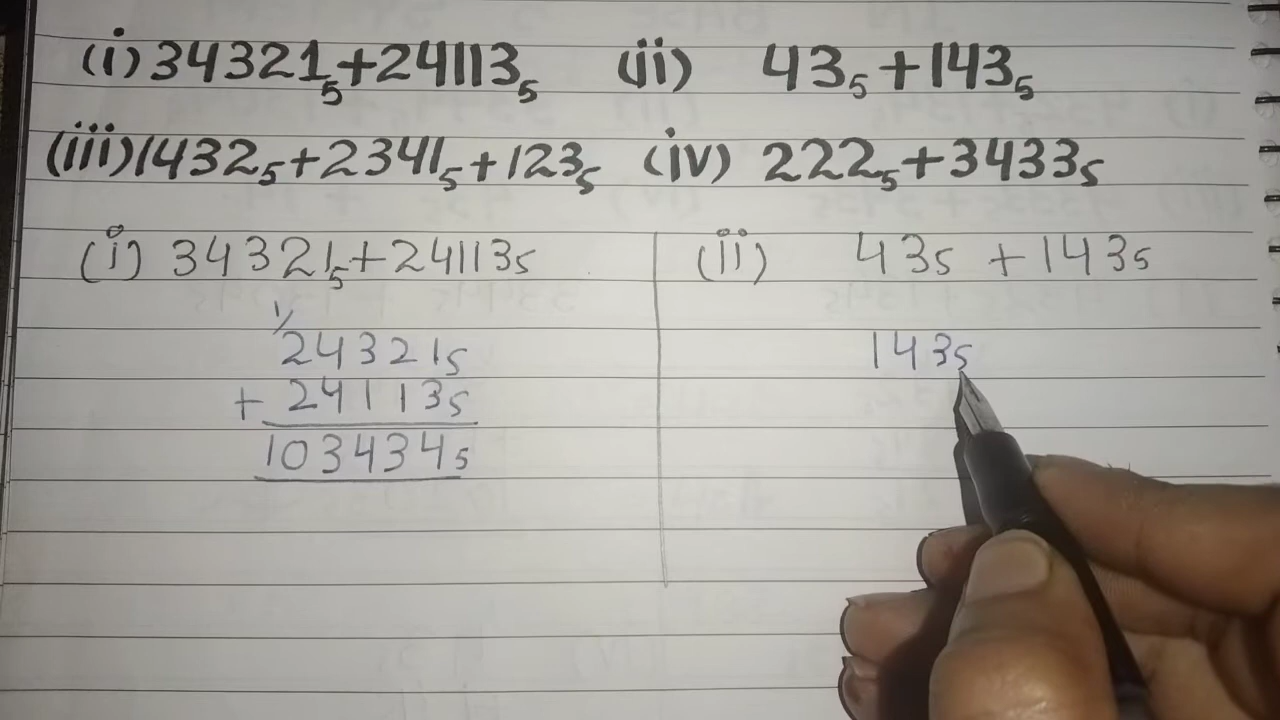 (i) 34321₅+24113₅ (ii) 43₅+143₅
(iii) 1432₅+2341₅+123₅ (iv) 222₅+3433₅
(i) 34321₅+24113₅ (ii) 43₅ +143₅
1
24321₅ 143₅
+ 24113₅
103434₅